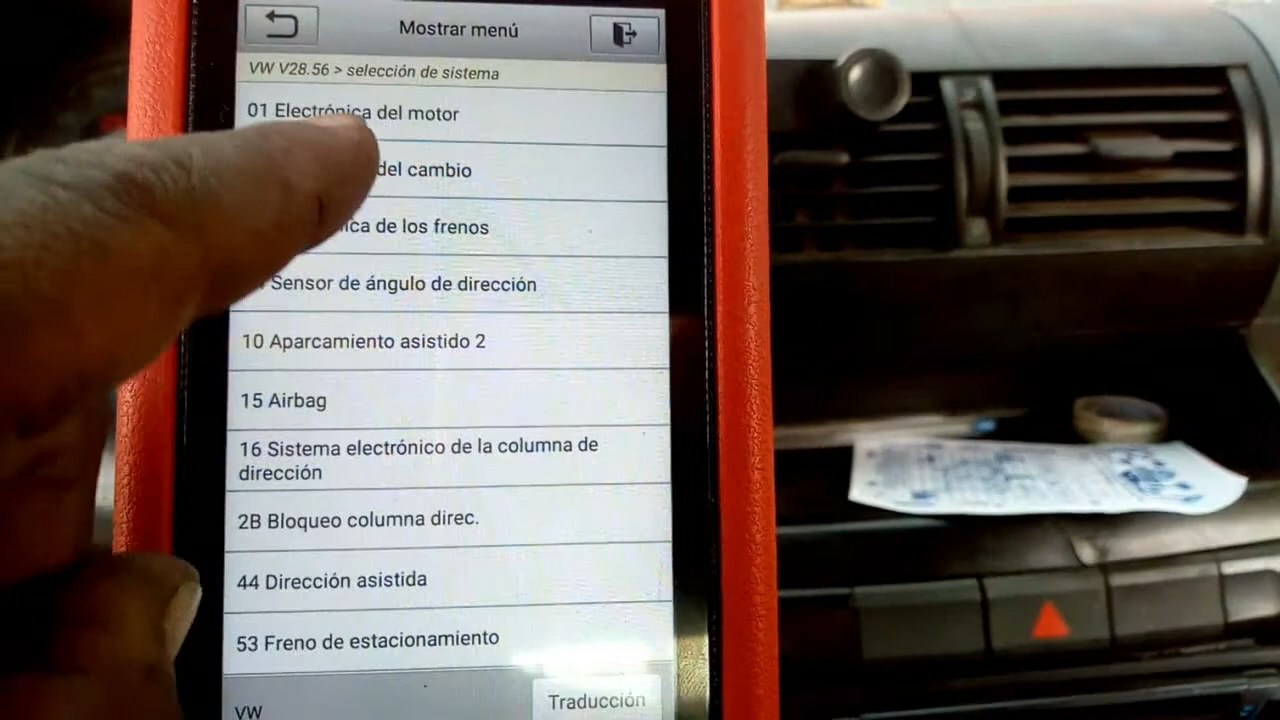 Mostrar menú
VW V28.56 > selección de sistema
01 Electrónica del motor
del cambio
de los frenos
Sensor de ángulo de dirección
10 Aparcamiento asistido 2
15 Airbag
16 Sistema electrónico de la columna de
dirección
2B Bloqueo columna direc.
44 Dirección asistida
53 Freno de estacionamiento
VW
Traducción